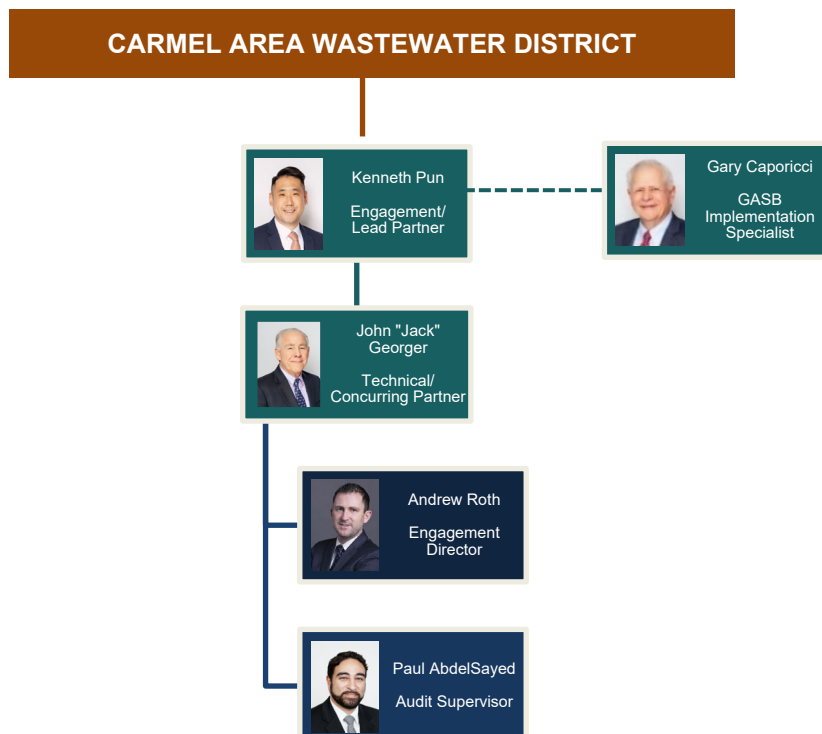 CARMEL AREA WASTEWATER DISTRICT
Kenneth Pun
Engagement/
Lead Partner
Gary Caporicci
GASB
Implementation
Specialist
John "Jack"
Georger
Technical/
Concurring Partner
Andrew Roth
Engagement
Director
Paul AbdelSayed
Audit Supervisor